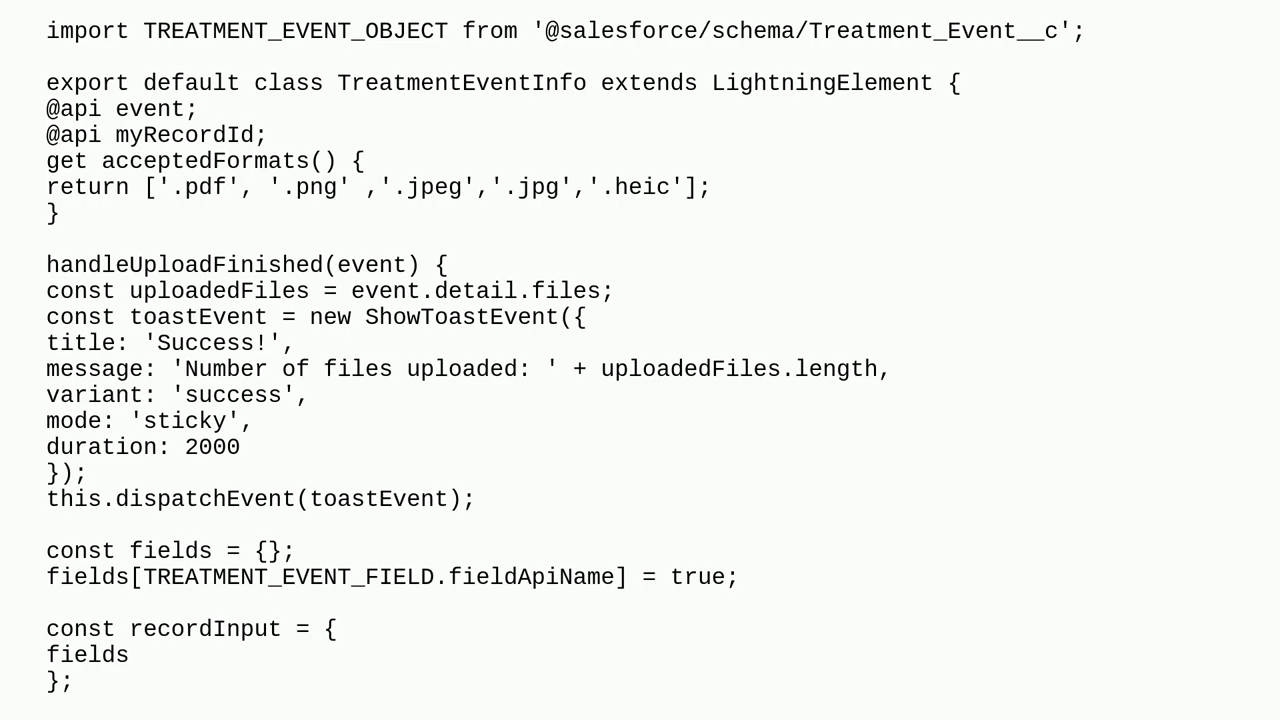 import TREATMENT_EVENT_OBJECT from '@salesforce/schema/Treatment_Event__c';
export default class TreatmentEventInfo extends LightningElement {
@api event;
@api myRecordId;
get acceptedFormats() {
return ['.pdf', '.png' ,'.jpeg','.jpg','.heic'];
}
handleUploadFinished(event) {
const uploadedFiles = event.detail.files;
const toastEvent = new ShowToastEvent({
title: 'Success!',
message: 'Number of files uploaded: ' + uploadedFiles.length,
variant: 'success',
mode: 'sticky',
duration: 2000
});
this.dispatchEvent(toastEvent);
const fields = {};
fields[TREATMENT_EVENT_FIELD.fieldApiName] = true;
const recordInput = {
fields
};